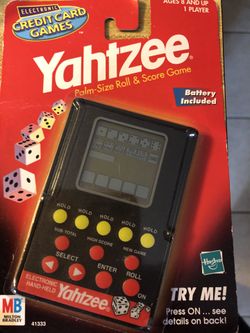 ELECTRONIC
CREDIT CARD
GAMES™
AGES 8 AND UP
1 PLAYER
Yahtzee®
Palm-Size Roll & Score Game
Battery
Included
HOLD
HOLD
HOLD
HOLD
HOLD
SUB TOTAL
HIGH SCORE
NEW GAME
SELECT
ENTER
ROLL
ON
ELECTRONIC
HAND-HELD
Yahtzee
Hasbro
TRY ME!
Press ON ... see
details on back!
MB
MILTON
BRADLEY
41333